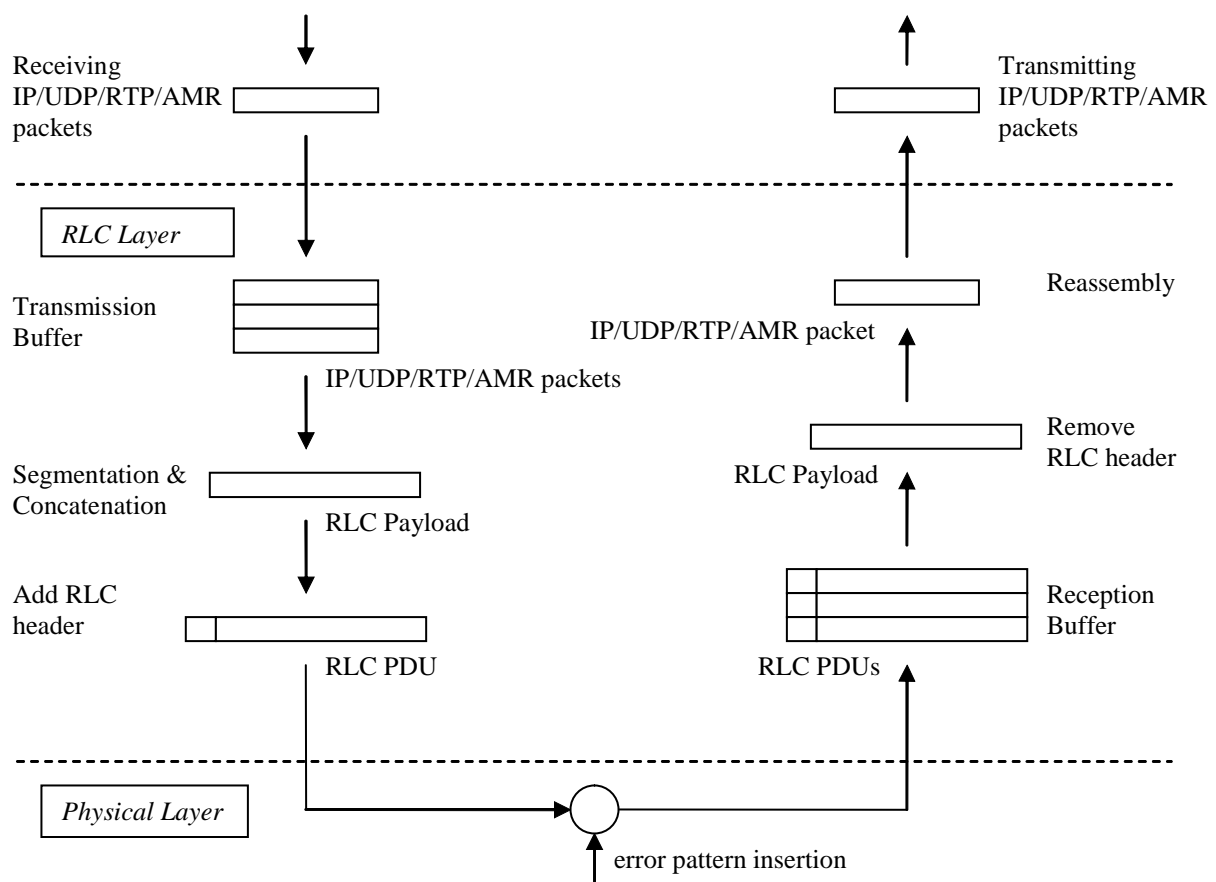 Receiving
IP/UDP/RTP/AMR
packets
Transmitting
IP/UDP/RTP/AMR
packets
RLC Layer
Transmission
Buffer
IP/UDP/RTP/AMR packets
Reassembly
IP/UDP/RTP/AMR packet
Segmentation &
Concatenation
RLC Payload
Remove
RLC header
RLC Payload
Add RLC
header
RLC PDU
Reception
Buffer
RLC PDUs
Physical Layer
error pattern insertion